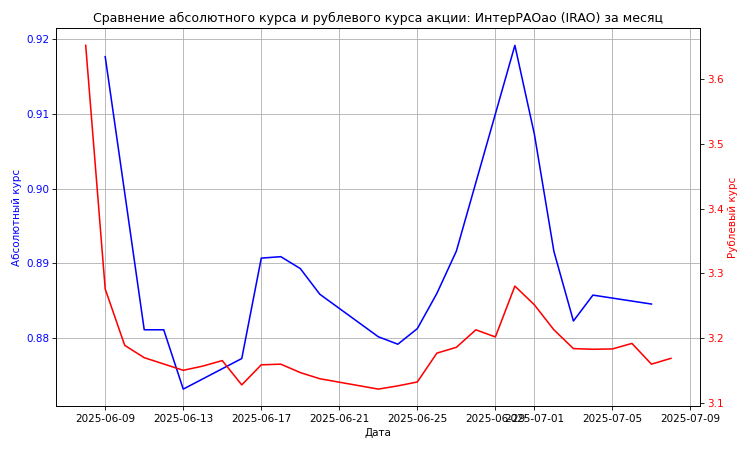 Сравнение абсолютного курса и рублевого курса акции: ИнтерРАОао (IRAO) за месяц
0.92
0.91
0.90
0.89
0.88
Абсолютный курс
3.6
3.5
3.4
3.3
3.2
3.1
Рублевый курс
2025-06-09 2025-06-13 2025-06-17 2025-06-21 2025-06-25 2025-06-29 2025-07-01 2025-07-05 2025-07-09
Дата